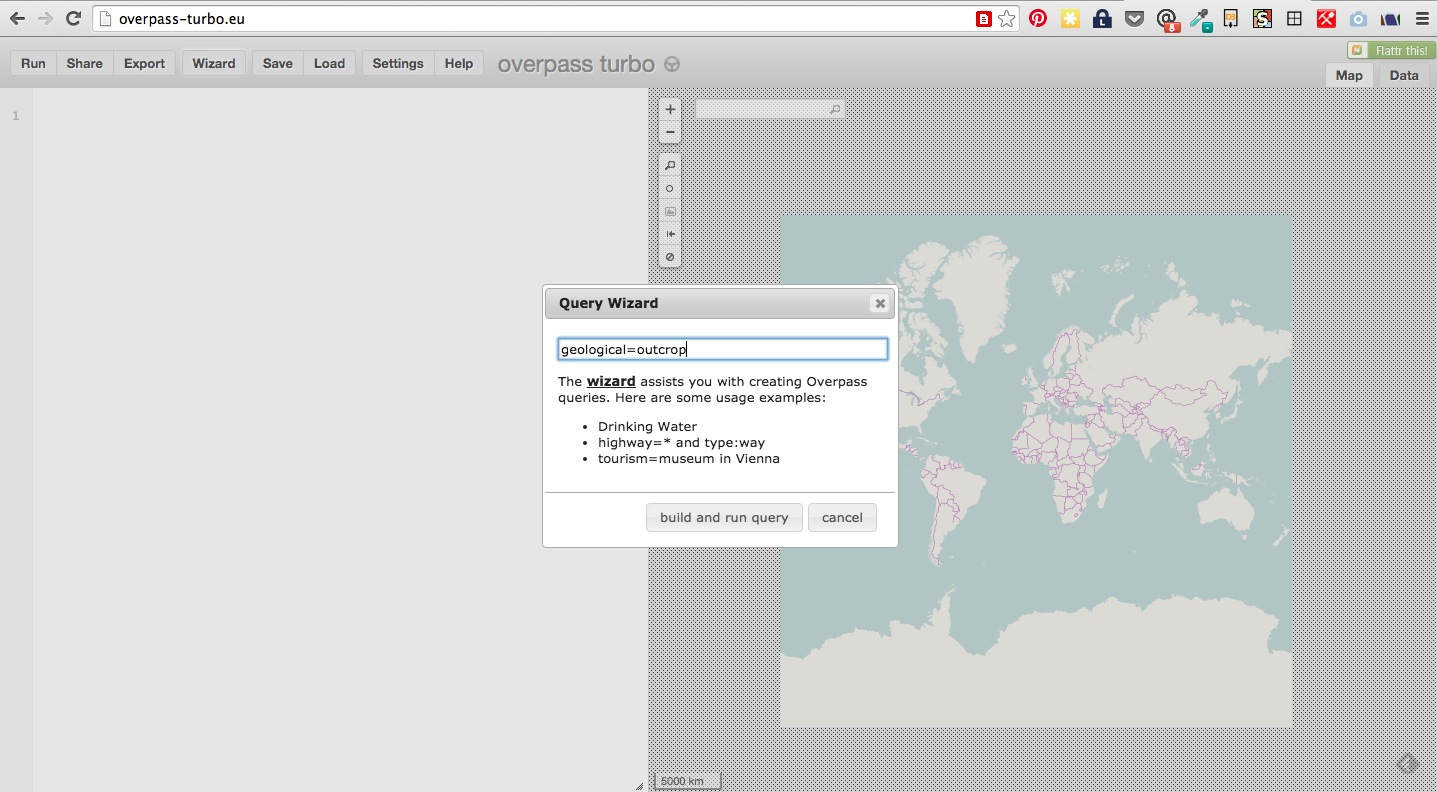 overpass-turbo.eu
8
Run Share Export Wizard Save Load Settings Help overpass turbo
Flattr this!
Map Data
1
+
−
Query Wizard
geological=outcrop
The wizard assists you with creating Overpass
queries. Here are some usage examples:
• Drinking Water
• highway=* and type:way
• tourism=museum in Vienna
build and run query cancel
5000 km